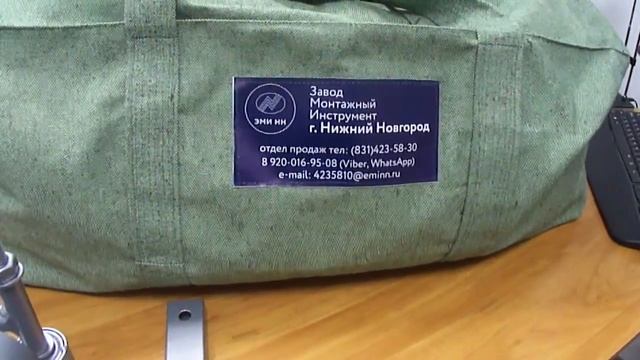 Завод
Монтажный
Инструмент
г. Нижний Новгород
ЭМИ НН
отдел продаж тел: (831)423-58-30
8 920-016-95-08 (Viber, WhatsApp)
e-mail: 4235810@eminn.ru